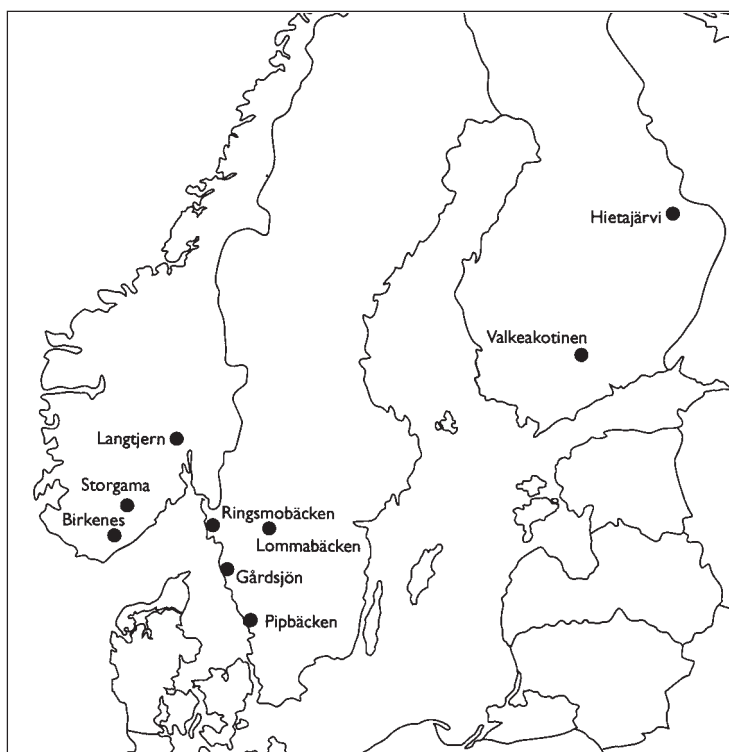 Hietajärvi
Valkeakotinen
Langtjern
Storgama
Birkenes
Ringsmobäcken
Lommabäcken
Gårdsjön
Pipbäcken